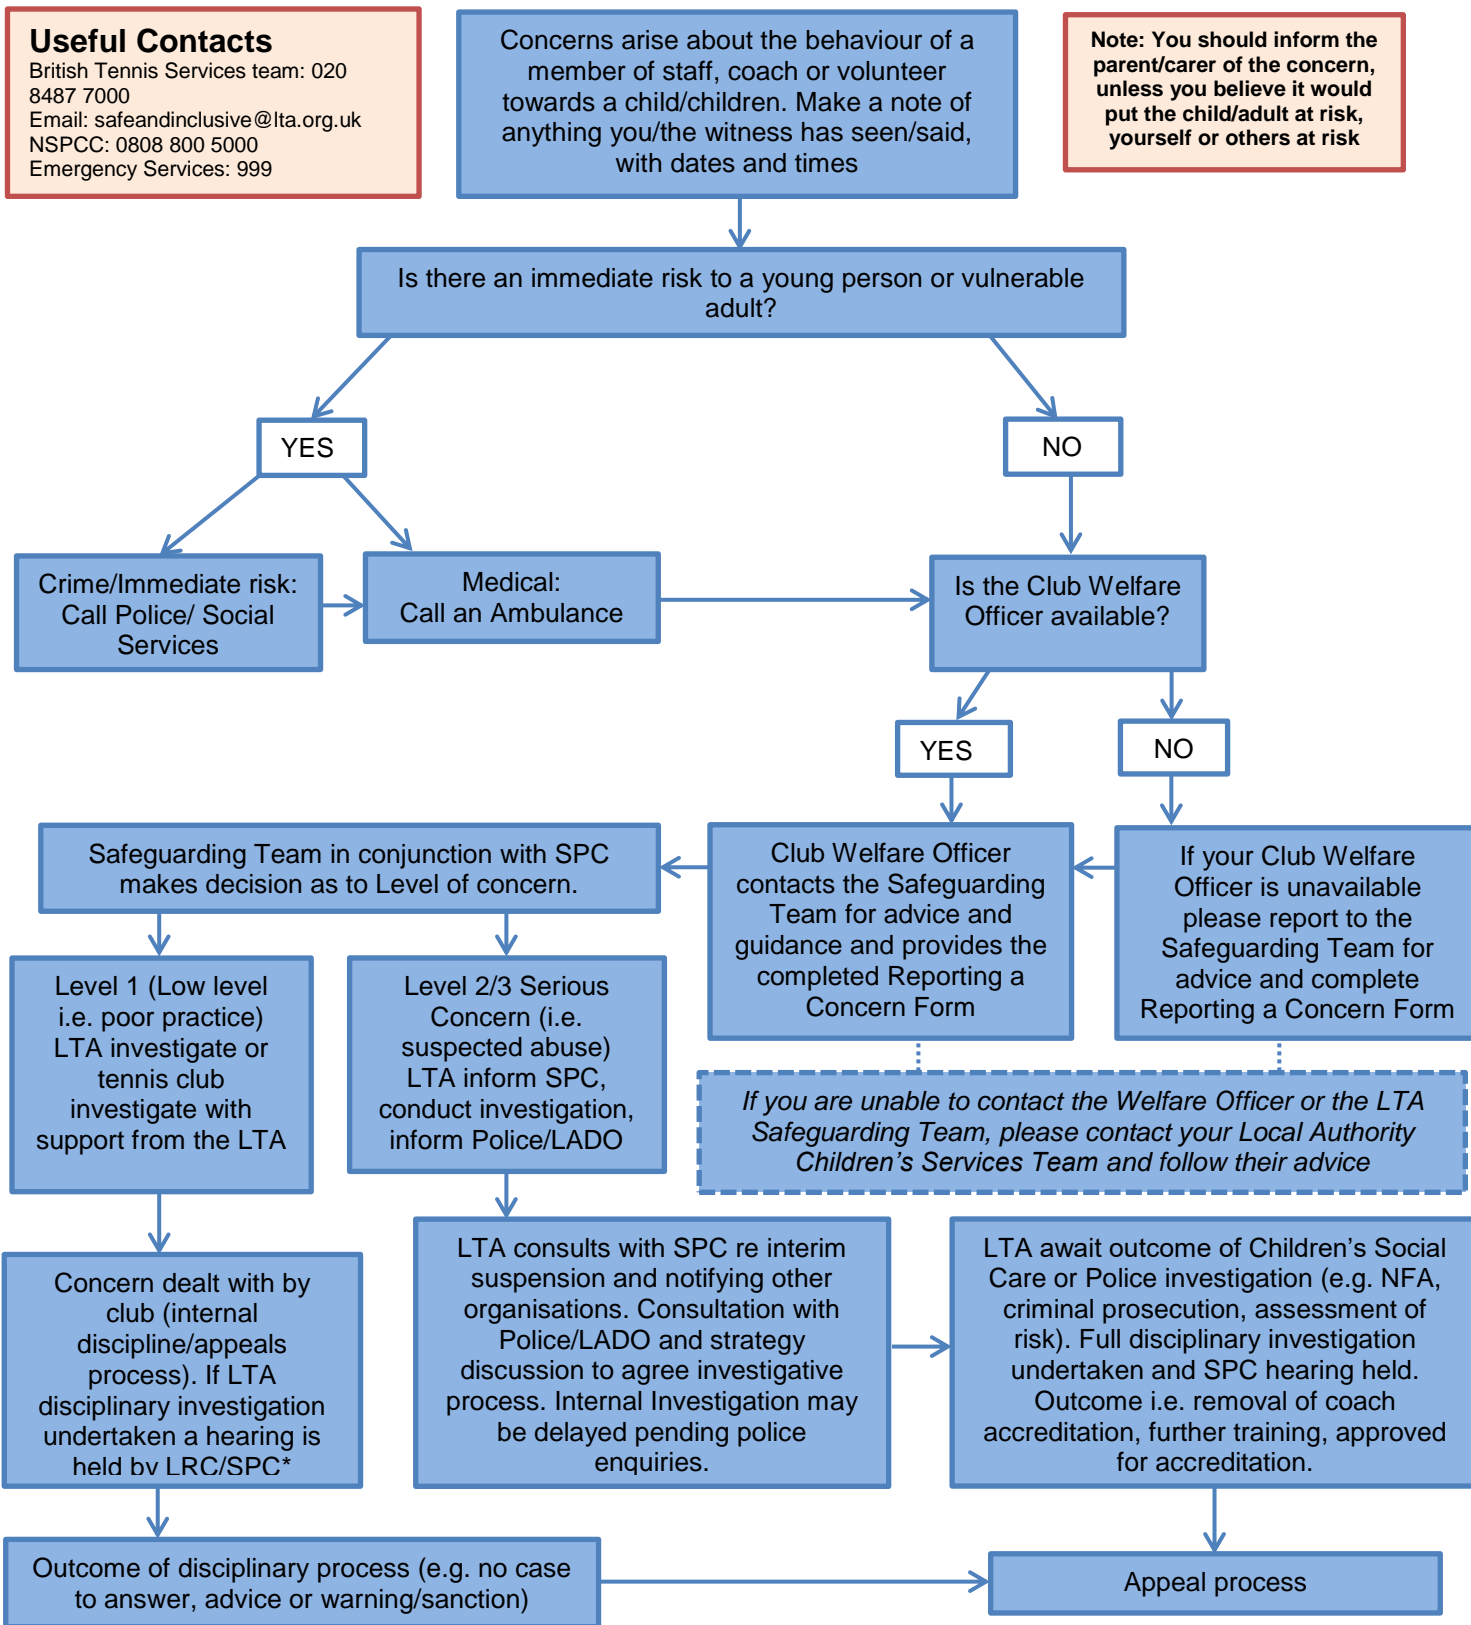 Useful Contacts
British Tennis Services team: 020
8487 7000
Email: safeandinclusive@lta.org.uk
NSPCC: 0808 800 5000
Emergency Services: 999
Concerns arise about the behaviour of a
member of staff, coach or volunteer
towards a child/children. Make a note of
anything you/the witness has seen/said,
with dates and times
Note: You should inform the
parent/carer of the concern,
unless you believe it would
put the child/adult at risk,
yourself or others at risk
Is there an immediate risk to a young person or vulnerable
adult?
YES
NO
Crime/Immediate risk:
Call Police/ Social
Services
Medical:
Call an Ambulance
Is the Club Welfare
Officer available?
YES
NO
Safeguarding Team in conjunction with SPC
makes decision as to Level of concern.
Club Welfare Officer
contacts the Safeguarding
Team for advice and
guidance and provides the
completed Reporting a
Concern Form
If your Club Welfare
Officer is unavailable
please report to the
Safeguarding Team for
advice and complete
Reporting a Concern Form
Level 1 (Low level
i.e. poor practice)
LTA investigate or
tennis club
investigate with
support from the LTA
Level 2/3 Serious
Concern (i.e.
suspected abuse)
LTA inform SPC,
conduct investigation,
inform Police/LADO
If you are unable to contact the Welfare Officer or the LTA
Safeguarding Team, please contact your Local Authority
Children’s Services Team and follow their advice
Concern dealt with by
club (internal
discipline/appeals
process). If LTA
disciplinary investigation
undertaken a hearing is
held by LRC/SPC*
LTA consults with SPC re interim
suspension and notifying other
organisations. Consultation with
Police/LADO and strategy
discussion to agree investigative
process. Internal Investigation may
be delayed pending police
enquiries.
LTA await outcome of Children’s Social
Care or Police investigation (e.g. NFA,
criminal prosecution, assessment of
risk). Full disciplinary investigation
undertaken and SPC hearing held.
Outcome i.e. removal of coach
accreditation, further training, approved
for accreditation.
Outcome of disciplinary process (e.g. no case
to answer, advice or warning/sanction)
Appeal process